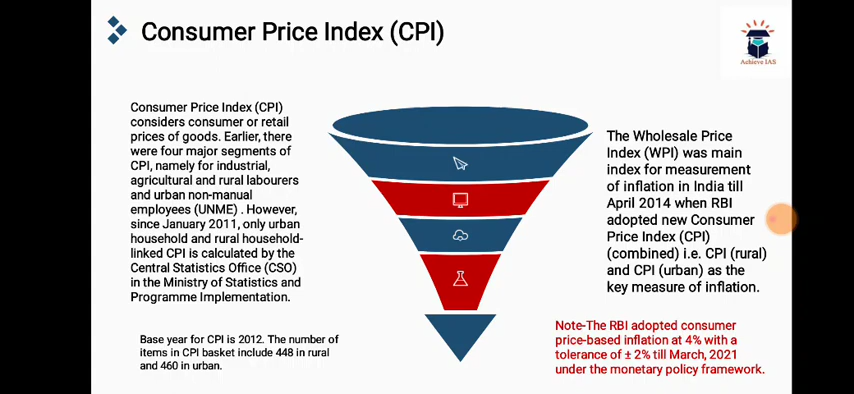 Consumer Price Index (CPI)
Achieve IAS
Consumer Price Index (CPI)
considers consumer or retail
prices of goods. Earlier, there
were four major segments of
CPI, namely for industrial,
agricultural and rural labourers
and urban non-manual
employees (UNME) . However,
since January 2011, only urban
household and rural household-
linked CPI is calculated by the
Central Statistics Office (CSO)
in the Ministry of Statistics and
Programme Implementation.
Base year for CPI is 2012. The number of
items in CPI basket include 448 in rural
and 460 in urban.
The Wholesale Price
Index (WPI) was main
index for measurement
of inflation in India till
April 2014 when RBI
adopted new Consumer
Price Index (CPI)
(combined) i.e. CPI (rural)
and CPI (urban) as the
key measure of inflation.
Note-The RBI adopted consumer
price-based inflation at 4% with a
tolerance of ± 2% till March, 2021
under the monetary policy framework.